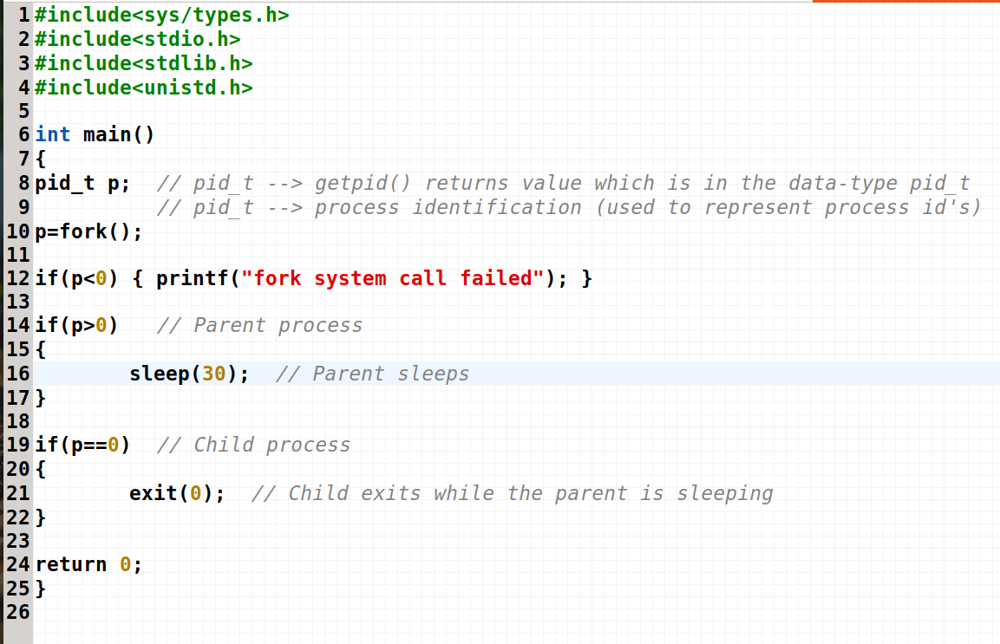 1 #include<sys/types.h>
2 #include<stdio.h>
3 #include<stdlib.h>
4 #include<unistd.h>
5
6 int main()
7 {
8 pid_t p;  // pid_t --> getpid() returns value which is in the data-type pid_t
9           // pid_t --> process identification (used to represent process id's)
10 p=fork();
11
12 if(p<0) { printf("fork system call failed"); }
13
14 if(p>0)   // Parent process
15 {
16        sleep(30);  // Parent sleeps
17 }
18
19 if(p==0)  // Child process
20 {
21        exit(0);  // Child exits while the parent is sleeping
22 }
23
24 return 0;
25 }
26